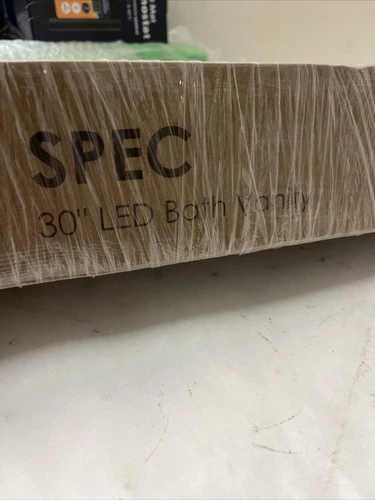 SPEC
30" LED Bath Vanity